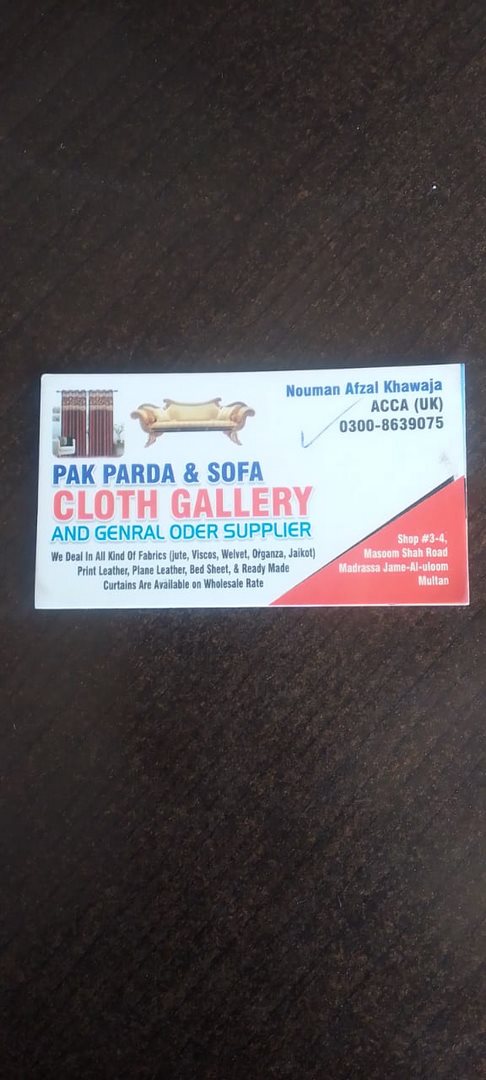 Nouman Afzal Khawaja
ACCA (UK)
0300-8639075
PAK PARDA & SOFA
CLOTH GALLERY
AND GENRAL ODER SUPPLIER
We Deal In All Kind Of Fabrics (jute, Viscos, Welvet, Organza, Jaikot)
Print Leather, Plane Leather, Bed Sheet, & Ready Made
Curtains Are Available on Wholesale Rate
Shop #3-4,
Masoom Shah Road
Madrassa Jame-Al-uloom
Multan